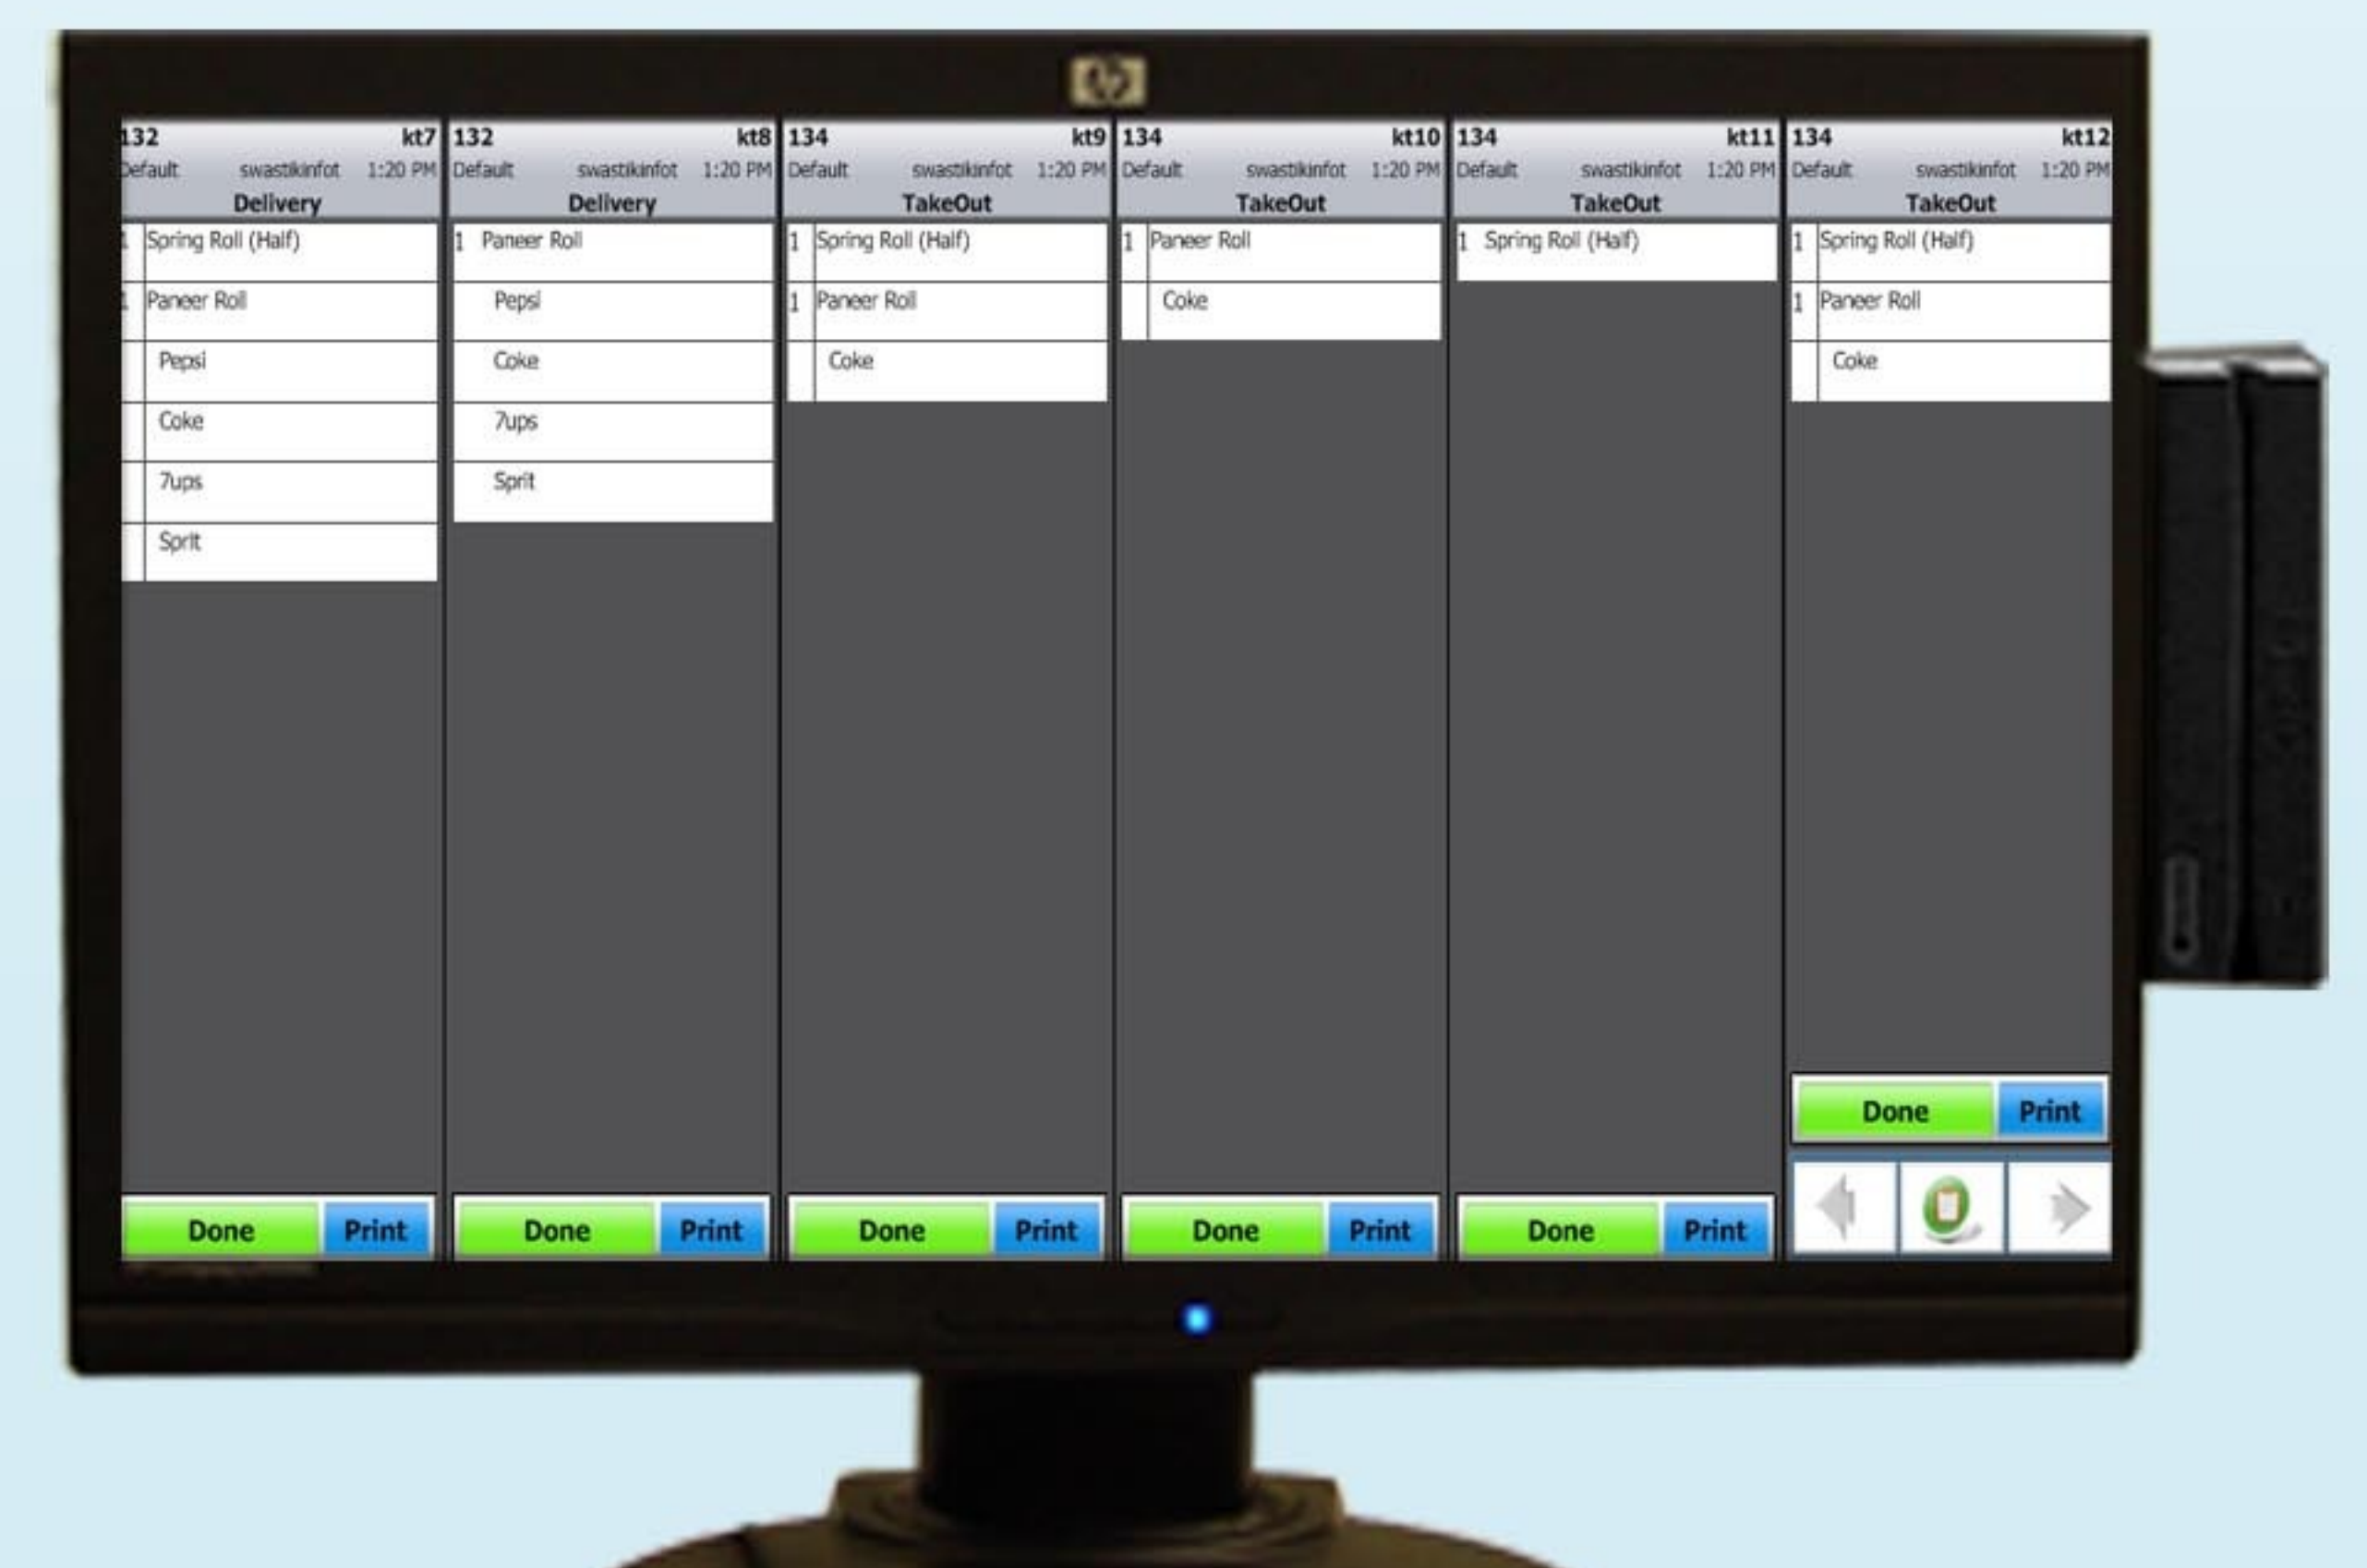 hp
132 kt7
Default swastikinfot 1:20 PM
Delivery
1 Spring Roll (Half)
1 Paneer Roll
Pepsi
Coke
7ups
Sprit
Done Print
132 kt8
Default swastikinfot 1:20 PM
Delivery
1 Paneer Roll
Pepsi
Coke
7ups
Sprit
Done Print
134 kt9
Default swastikinfot 1:20 PM
TakeOut
1 Spring Roll (Half)
1 Paneer Roll
Coke
Done Print
134 kt10
Default swastikinfot 1:20 PM
TakeOut
1 Paneer Roll
Coke
Done Print
134 kt11
Default swastikinfot 1:20 PM
TakeOut
1 Spring Roll (Half)
Done Print
134 kt12
Default swastikinfot 1:20 PM
TakeOut
1 Spring Roll (Half)
1 Paneer Roll
Coke
Done Print